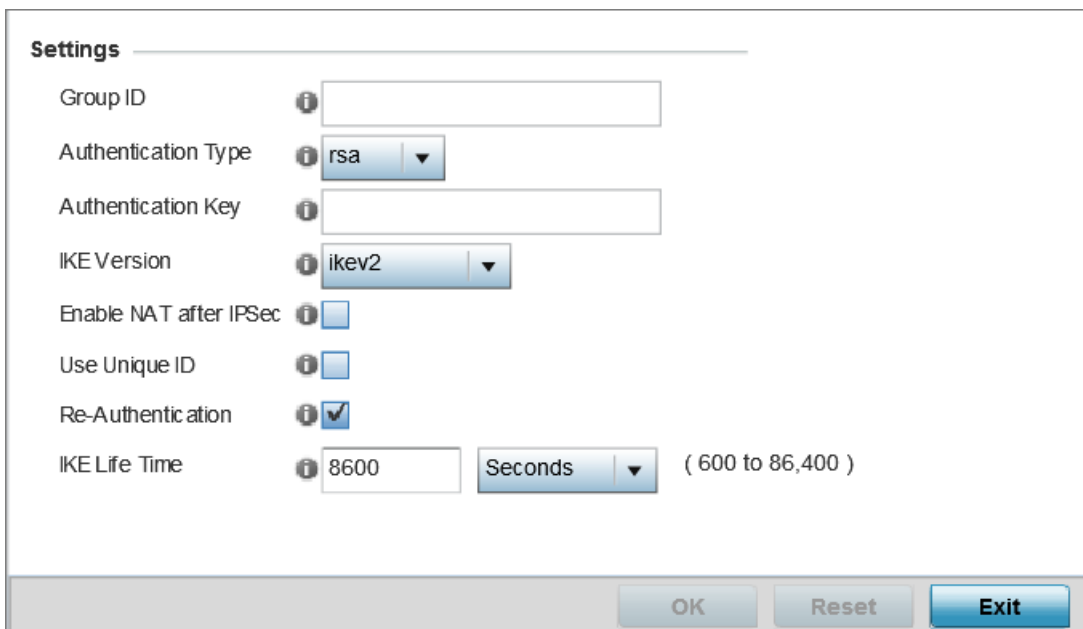 Settings
Group ID
Authentication Type rsa
Authentication Key
IKE Version ikev2
Enable NAT after IPSec
Use Unique ID
Re-Authentication
IKE Life Time 8600 Seconds ( 600 to 86,400 )
OK Reset Exit